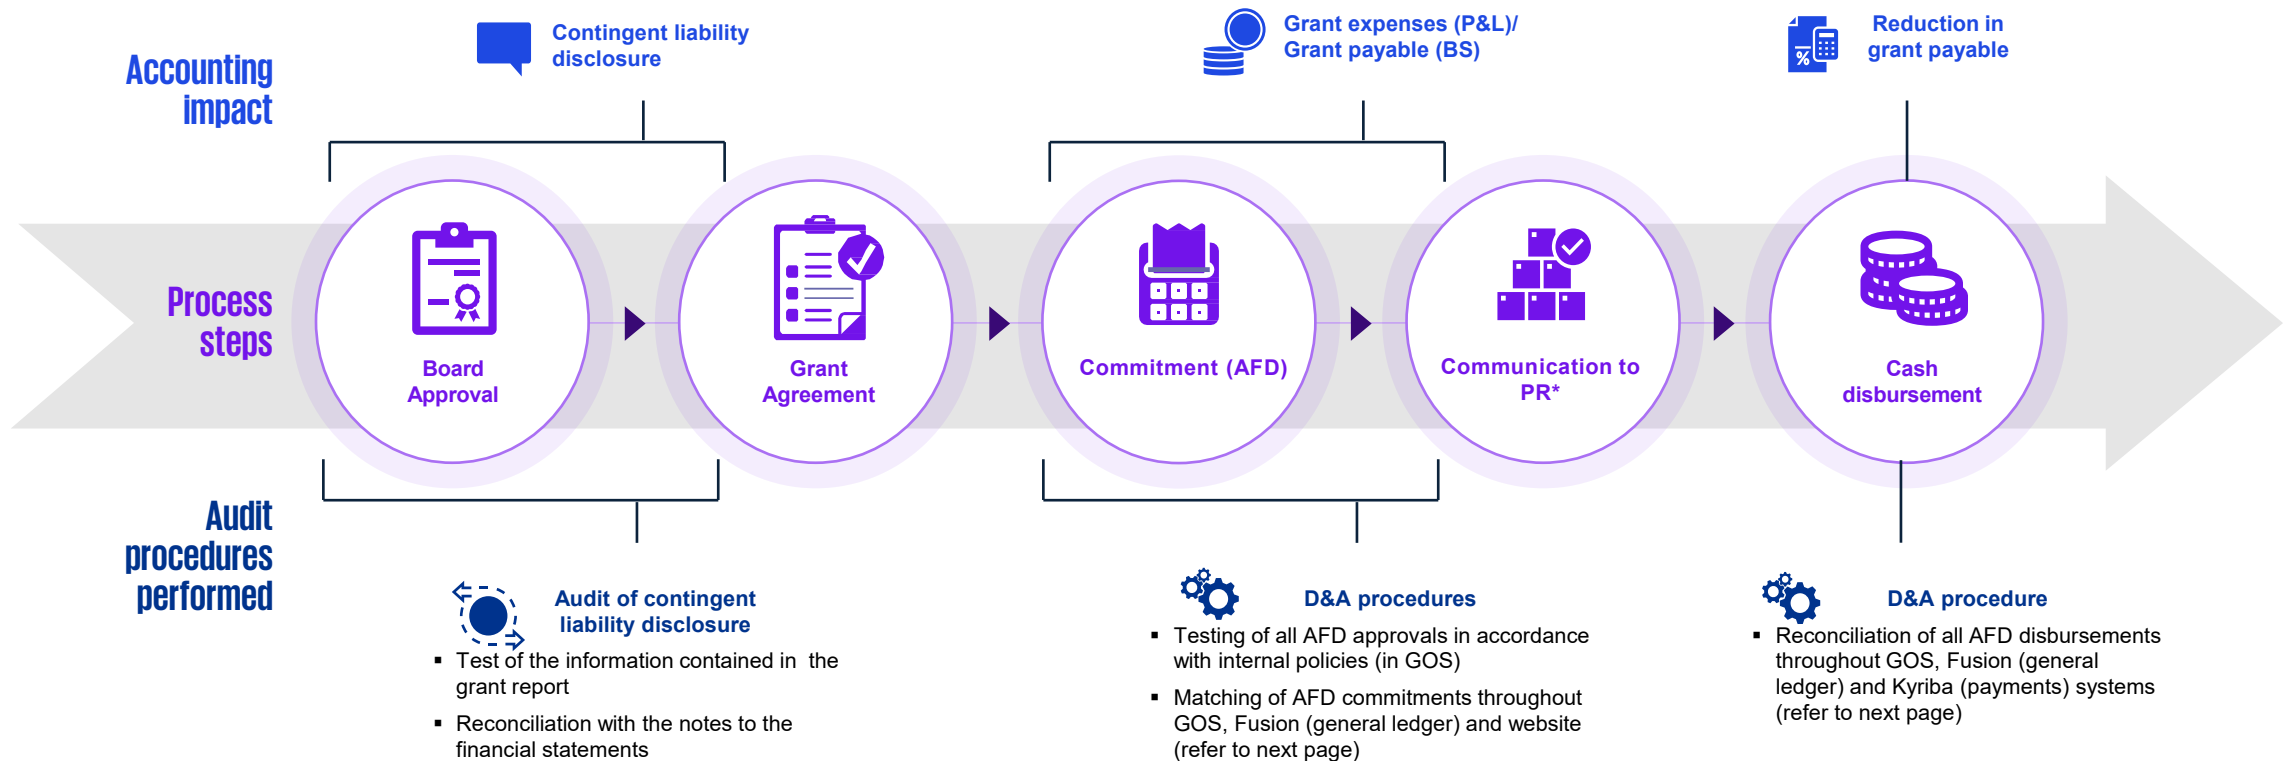 Accounting
impact
Contingent liability
disclosure
Grant expenses (P&L)/
Grant payable (BS)
%
Reduction in
grant payable
Process
steps
Board
Approval
Grant
Agreement
Commitment (AFD)
Communication to
PR*
Cash
disbursement
Audit
procedures
performed
Audit of contingent
liability disclosure
▪ Test of the information contained in  the
grant report
▪ Reconciliation with the notes to the
financial statements
D&A procedures
▪ Testing of all AFD approvals in accordance
with internal policies (in GOS)
▪ Matching of AFD commitments throughout
GOS, Fusion (general ledger) and website
(refer to next page)
D&A procedure
▪ Reconciliation of all AFD disbursements
throughout GOS, Fusion (general
ledger) and Kyriba (payments) systems
(refer to next page)